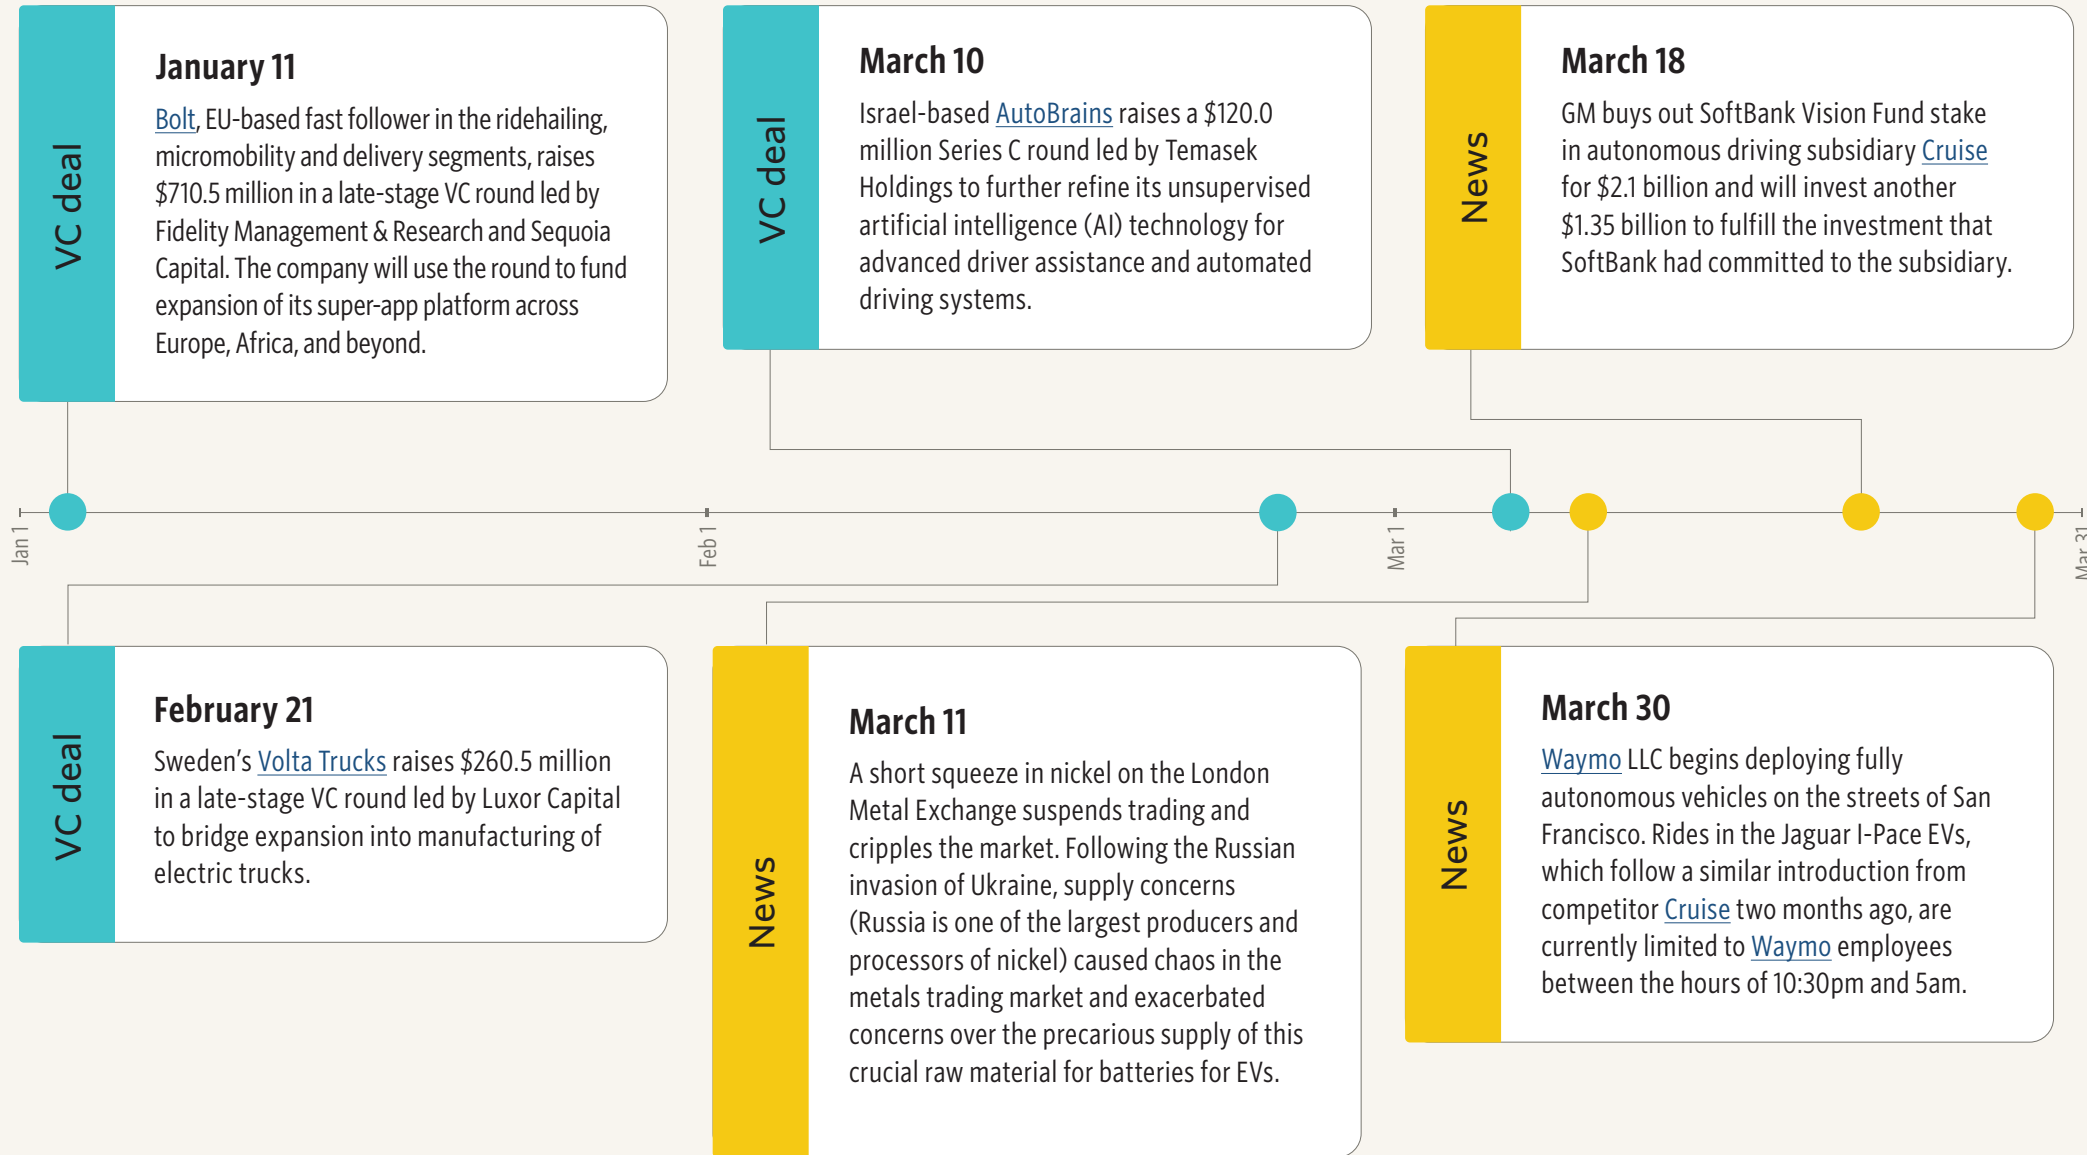 VC deal
January 11
Bolt, EU-based fast follower in the ridehailing,
micromobility and delivery segments, raises
$710.5 million in a late-stage VC round led by
Fidelity Management & Research and Sequoia
Capital. The company will use the round to fund
expansion of its super-app platform across
Europe, Africa, and beyond.
VC deal
March 10
Israel-based AutoBrains raises a $120.0
million Series C round led by Temasek
Holdings to further refine its unsupervised
artificial intelligence (AI) technology for
advanced driver assistance and automated
driving systems.
News
March 18
GM buys out SoftBank Vision Fund stake
in autonomous driving subsidiary Cruise
for $2.1 billion and will invest another
$1.35 billion to fulfill the investment that
SoftBank had committed to the subsidiary.
Jan 1
Feb 1
Mar 1
Mar 31
VC deal
February 21
Sweden's Volta Trucks raises $260.5 million
in a late-stage VC round led by Luxor Capital
to bridge expansion into manufacturing of
electric trucks.
News
March 11
A short squeeze in nickel on the London
Metal Exchange suspends trading and
cripples the market. Following the Russian
invasion of Ukraine, supply concerns
(Russia is one of the largest producers and
processors of nickel) caused chaos in the
metals trading market and exacerbated
concerns over the precarious supply of this
crucial raw material for batteries for EVs.
News
March 30
Waymo LLC begins deploying fully
autonomous vehicles on the streets of San
Francisco. Rides in the Jaguar I-Pace EVs,
which follow a similar introduction from
competitor Cruise two months ago, are
currently limited to Waymo employees
between the hours of 10:30pm and 5am.